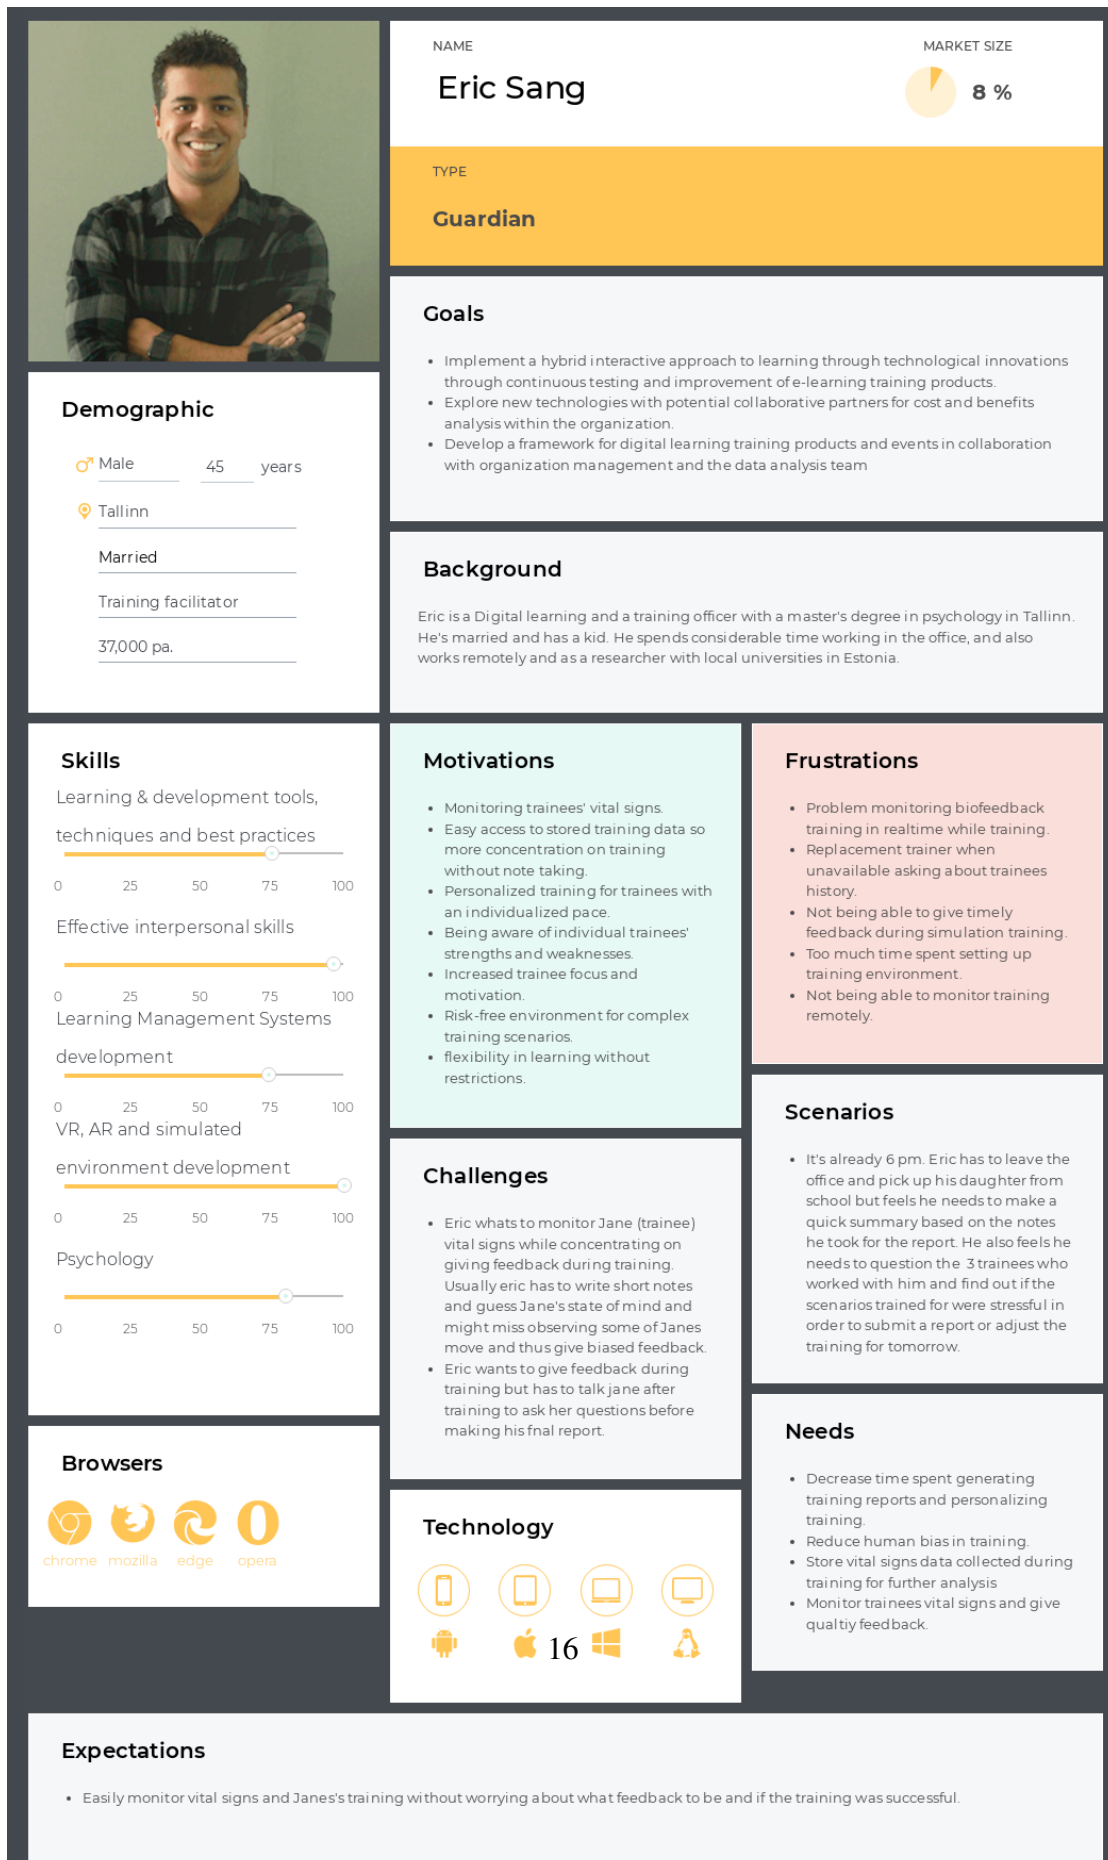 NAME
Eric Sang
MARKET SIZE
8 %
TYPE
Guardian
Goals
• Implement a hybrid interactive approach to learning through technological innovations
through continuous testing and improvement of e-learning training products.
• Explore new technologies with potential collaborative partners for cost and benefits
analysis within the organization.
• Develop a framework for digital learning training products and events in collaboration
with organization management and the data analysis team
Demographic
Male 45 years
Tallinn
Married
Training facilitator
37,000 pa.
Background
Eric is a Digital learning and a training officer with a master's degree in psychology in Tallinn.
He's married and has a kid. He spends considerable time working in the office, and also
works remotely and as a researcher with local universities in Estonia.
Skills
Learning & development tools,
techniques and best practices
0 25 50 75 100
Effective interpersonal skills
0 25 50 75 100
Learning Management Systems
development
0 25 50 75 100
VR, AR and simulated
environment development
0 25 50 75 100
Psychology
0 25 50 75 100
Motivations
• Monitoring trainees' vital signs.
• Easy access to stored training data so
more concentration on training
without note taking.
• Personalized training for trainees with
an individualized pace.
• Being aware of individual trainees'
strengths and weaknesses.
• Increased trainee focus and
motivation.
• Risk-free environment for complex
training scenarios.
• flexibility in learning without
restrictions.
Frustrations
• Problem monitoring biofeedback
training in realtime while training.
• Replacement trainer when
unavailable asking about trainees
history.
• Not being able to give timely
feedback during simulation training.
• Too much time spent setting up
training environment.
• Not being able to monitor training
remotely.
Challenges
• Eric whats to monitor Jane (trainee)
vital signs while concentrating on
giving feedback during training.
Usually eric has to write short notes
and guess Jane's state of mind and
might miss observing some of Janes
move and thus give biased feedback.
• Eric wants to give feedback during
training but has to talk jane after
training to ask her questions before
making his fnal report.
Scenarios
• It's already 6 pm. Eric has to leave the
office and pick up his daughter from
school but feels he needs to make a
quick summary based on the notes
he took for the report. He also feels he
needs to question the 3 trainees who
worked with him and find out if the
scenarios trained for were stressful in
order to submit a report or adjust the
training for tomorrow.
Browsers
chrome mozilla edge opera
Technology
16
Needs
• Decrease time spent generating
training reports and personalizing
training.
• Reduce human bias in training.
• Store vital signs data collected during
training for further analysis
• Monitor trainees vital signs and give
qualtiy feedback.
Expectations
• Easily monitor vital signs and Janes's training without worrying about what feedback to be and if the training was successful.